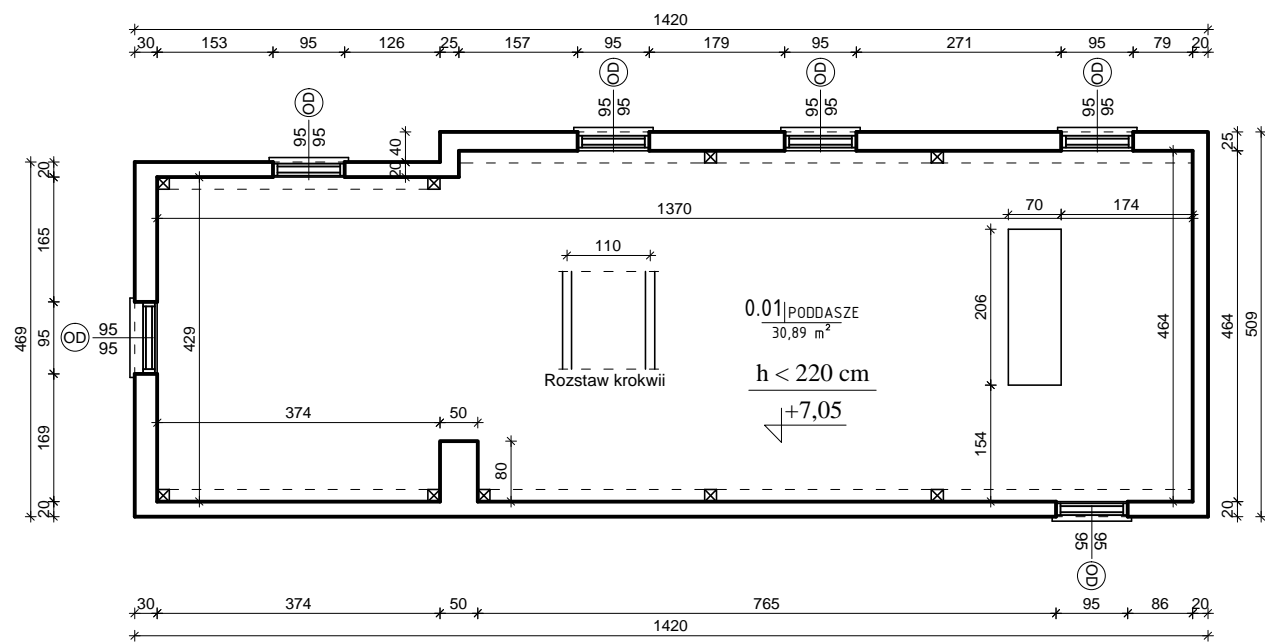 1420
30 153 95 126 25 157 95 179 95 271 95 79 20
OD OD OD OD
95 95 95 95 95 95 95 95
20 40
20
25
1370
70 174
110
469
20 165 95 169 20
OD 95
95
429
206
464
464
509
0.01 PODDASZE
30,89 m²
Rozstaw krokwii
h < 220 cm
+7,05
374 50
80
154
20
95 95
OD
30 374 50 765 95 86 20
1420